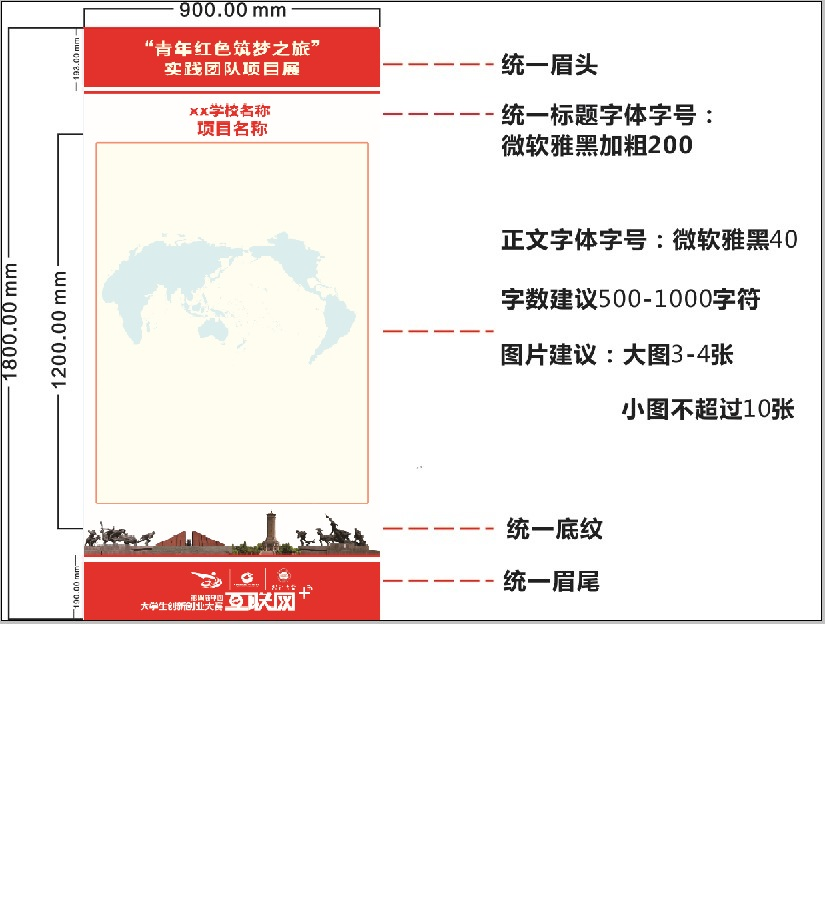 900.00 mm
“青年红色筑梦之旅”
实践团队项目展
193.00 mm
统一眉头
xx学校名称
项目名称
统一标题字体字号：
微软雅黑加粗200
正文字体字号：微软雅黑40
字数建议500-1000字符
图片建议：大图3-4张
小图不超过10张
1800.00 mm
1200.00 mm
统一底纹
190.00 mm
统一眉尾
大学生创新创业大赛
互联网+